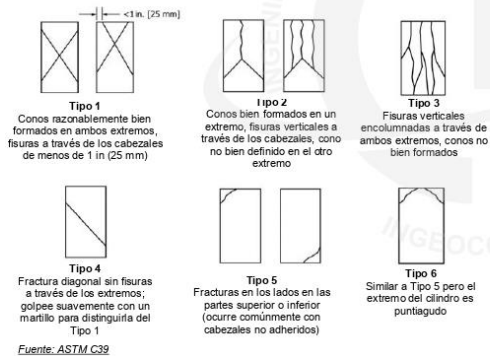 <1 in. [25 mm]
Tipo 1
Conos razonablemente bien
formados en ambos extremos,
fisuras a través de los cabezales
de menos de 1 in (25 mm)
Tipo 2
Conos bien formados en un
extremo, fisuras verticales a
través de los cabezales, cono
no bien definido en el otro
extremo
Tipo 3
Fisuras verticales
encolumnadas a través de
ambos extremos, conos no
bien formados
Tipo 4
Fractura diagonal sin fisuras
a través de los extremos;
golpee suavemente con un
martillo para distinguirla del
Tipo 1
Tipo 5
Fracturas en los lados en las
partes superior o inferior
(ocurre comúnmente con
cabezales no adheridos)
Tipo 6
Similar a Tipo 5 pero el
extremo del cilindro es
puntiagudo
Fuente: ASTM C39